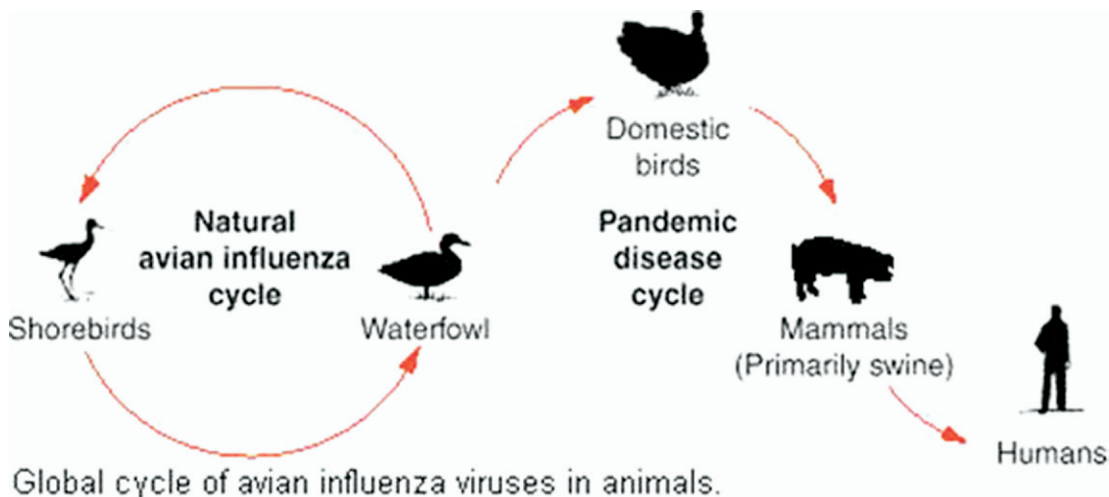 Domestic
birds
Natural
avian influenza
cycle
Pandemic
disease
cycle
Shorebirds
Waterfowl
Mammals
(Primarily swine)
Humans
Global cycle of avian influenza viruses in animals.